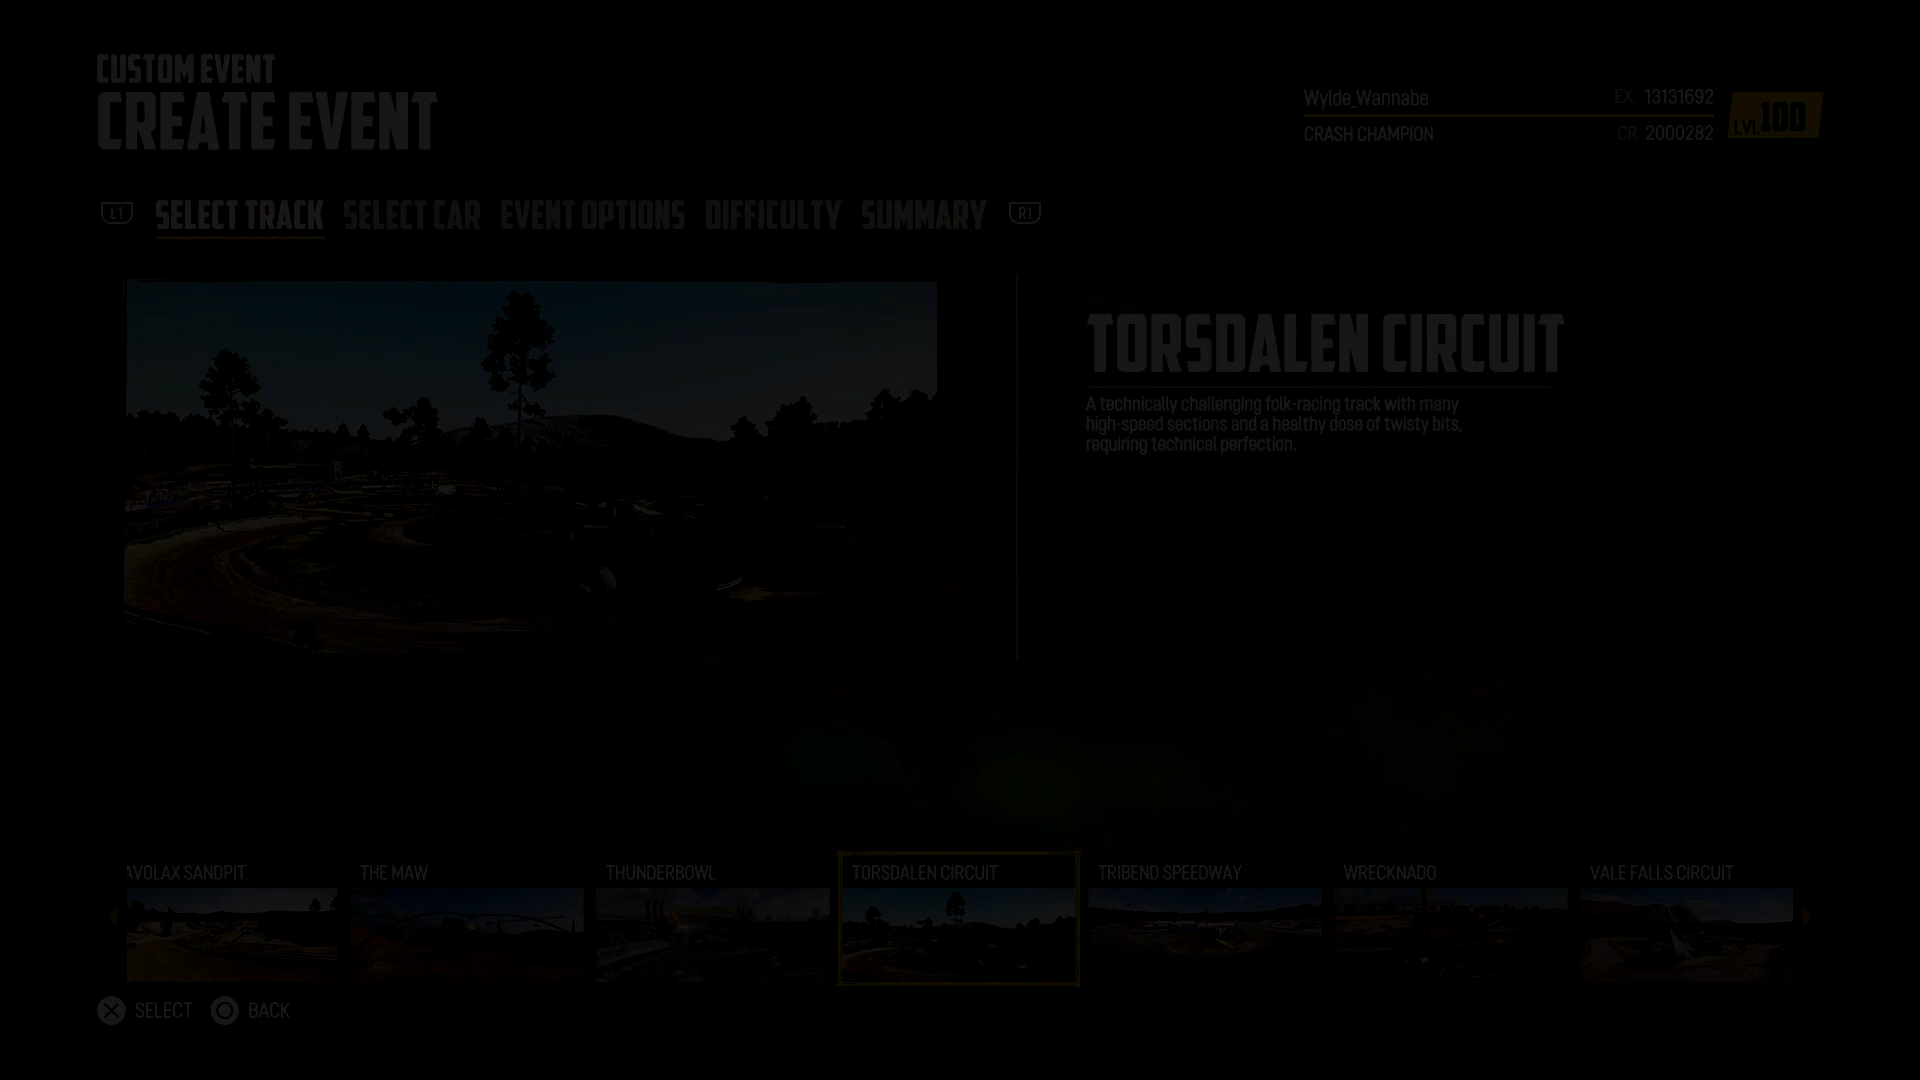 CUSTOM EVENT
CREATE EVENT
Wylde_Wannabe
EX. 13131692
CRASH CHAMPION
CR 2000282
LVL 100
L1
SELECT TRACK
SELECT CAR
EVENT OPTIONS
DIFFICULTY
SUMMARY
R1
TORSDALEN CIRCUIT
A technically challenging folk-racing track with many
high-speed sections and a healthy dose of twisty bits,
requiring technical perfection.
AVOLAX SANDPIT
THE MAW
THUNDERBOWL
TORSDALEN CIRCUIT
TRIBEND SPEEDWAY
WRECKNADO
VALE FALLS CIRCUIT
SELECT
BACK